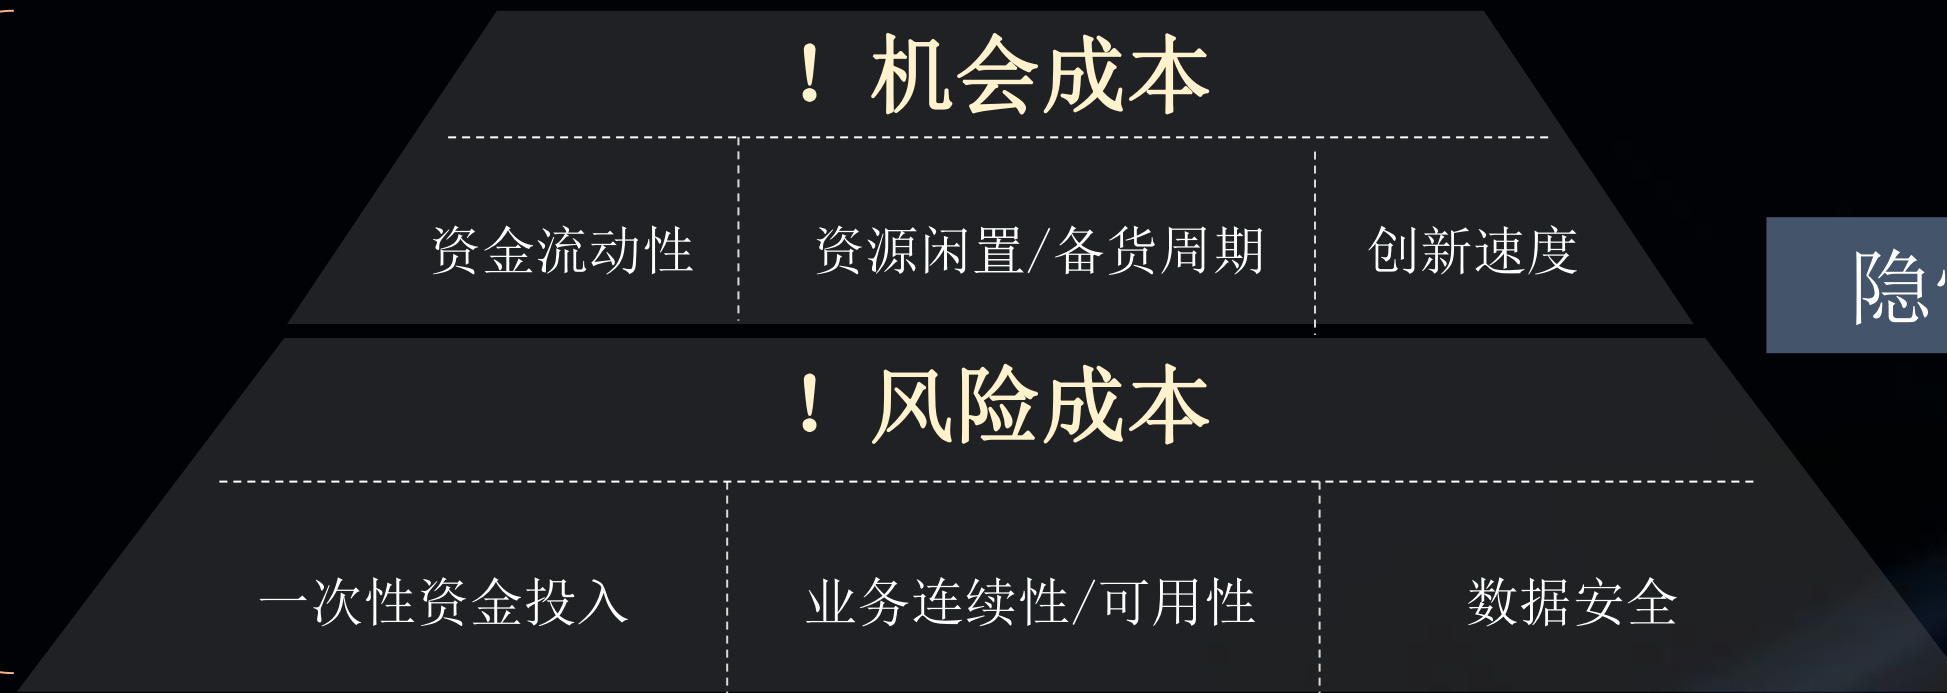 ！机会成本
资金流动性
资源闲置/备货周期
创新速度
隐
！风险成本
一次性资金投入
业务连续性/可用性
数据安全